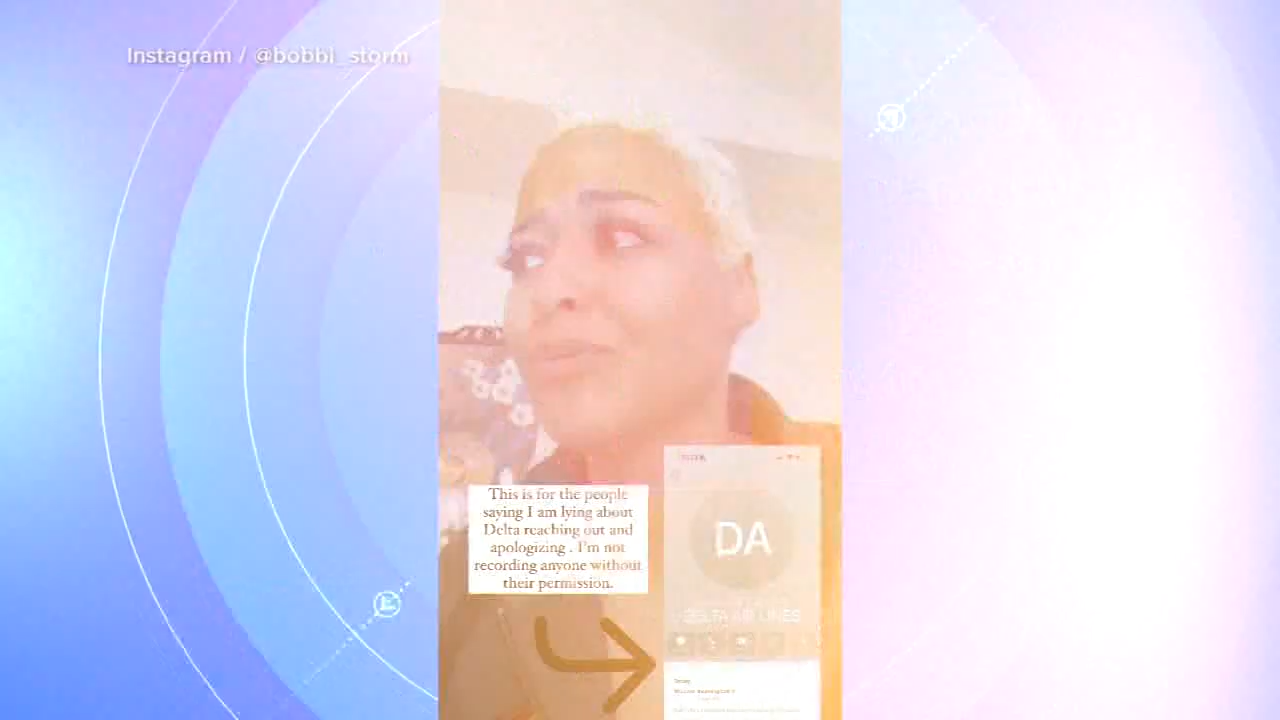 Instagram / @bobbi_storm
This is for the people
saying I am lying about
Delta reaching out and
apologizing . I'm not
recording anyone without
their permission.
DA
DELTA AIR LINES
Today